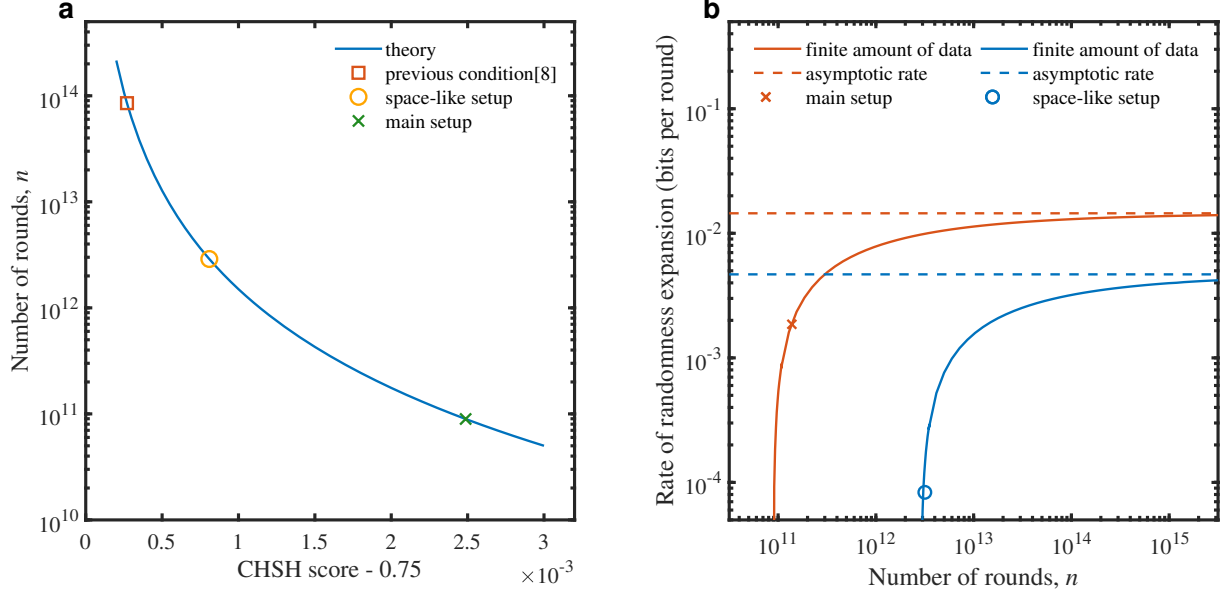 a
theory
previous condition[8]
space-like setup
main setup
10^14
10^13
10^12
10^11
10^10
Number of rounds, n
0 0.5 1 1.5 2 2.5 3
CHSH score - 0.75
×10^-3
b
finite amount of data
asymptotic rate
main setup
finite amount of data
asymptotic rate
space-like setup
10^-1
10^-2
10^-3
10^-4
Rate of randomness expansion (bits per round)
10^11 10^12 10^13 10^14 10^15
Number of rounds, n